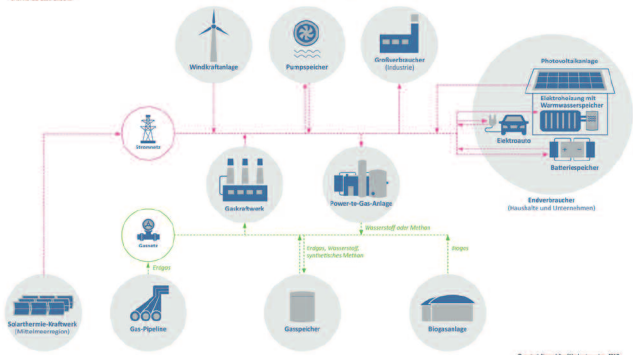 Windkraftanlage
Pumpspeicher
Großverbraucher
(Industrie)
Photovoltaikanlage
Elektroheizung mit
Warmwasserspeicher
Elektroauto
Batteriespeicher
Endverbraucher
(Haushalte und Unternehmen)
Stromnetz
Gaskraftwerk
Power-to-Gas-Anlage
Wasserstoff oder Methan
Gasnetz
Erdgas
Erdgas, Wasserstoff,
synthetisches Methan
Biogas
Solarthermie-Kraftwerk
(Mittelmeerregion)
Gas-Pipeline
Gasspeicher
Biogasanlage